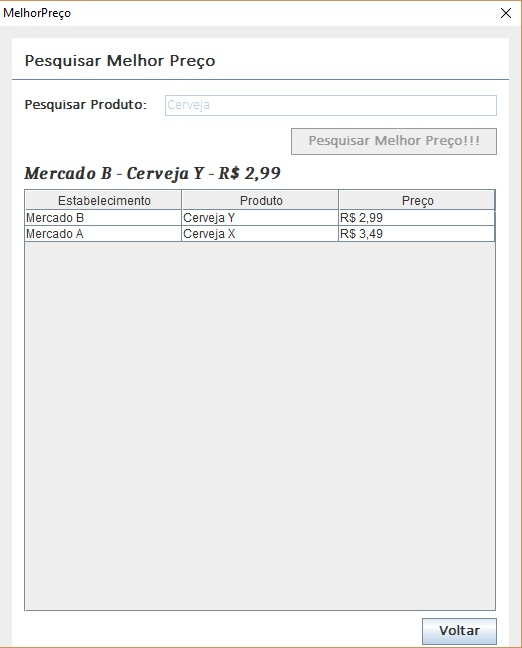 MelhorPreço
Pesquisar Melhor Preço
Pesquisar Produto: Cerveja
Pesquisar Melhor Preço!!!
Mercado B - Cerveja Y - R$ 2,99
Estabelecimento Produto Preço
Mercado B Cerveja Y R$ 2,99
Mercado A Cerveja X R$ 3,49
Voltar